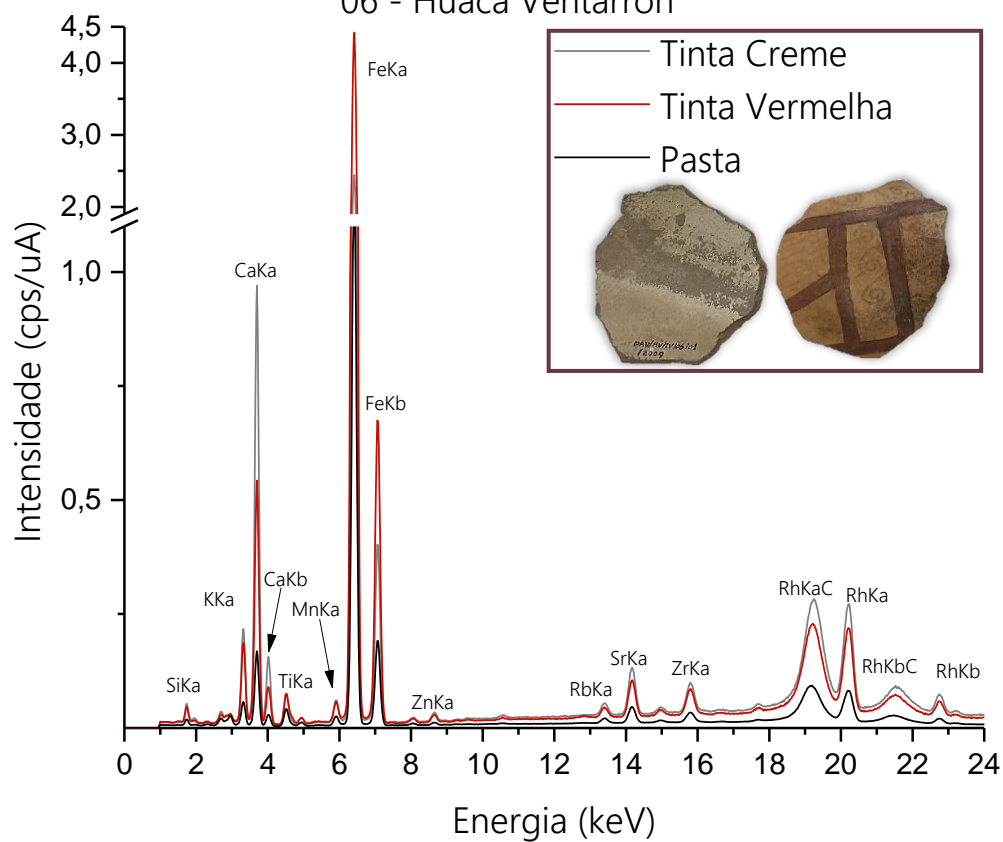 06 - Huaca Ventarrón
Tinta Creme
Tinta Vermelha
Pasta
/2009
Intensidade (cps/uA)
4,5
4,0
3,0
2,0
1,0
0,5
FeKa
CaKa
FeKb
KKa
CaKb
MnKa
SiKa
TiKa
ZnKa
RbKa
SrKa
ZrKa
RhKaC
RhKa
RhKbC
RhKb
0 2 4 6 8 10 12 14 16 18 20 22 24
Energia (keV)